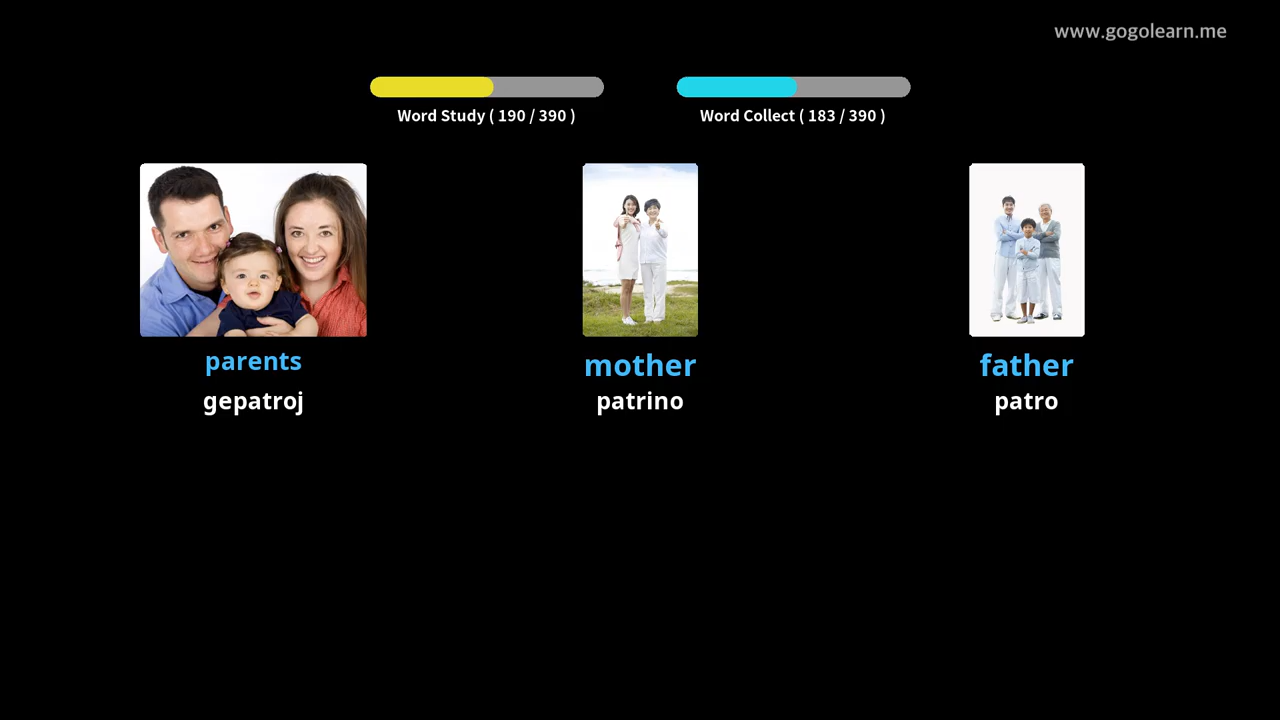 www.gogolearn.me
Word Study ( 190 / 390 )
Word Collect ( 183 / 390 )
parents
mother
father
gepatroj
patrino
patro